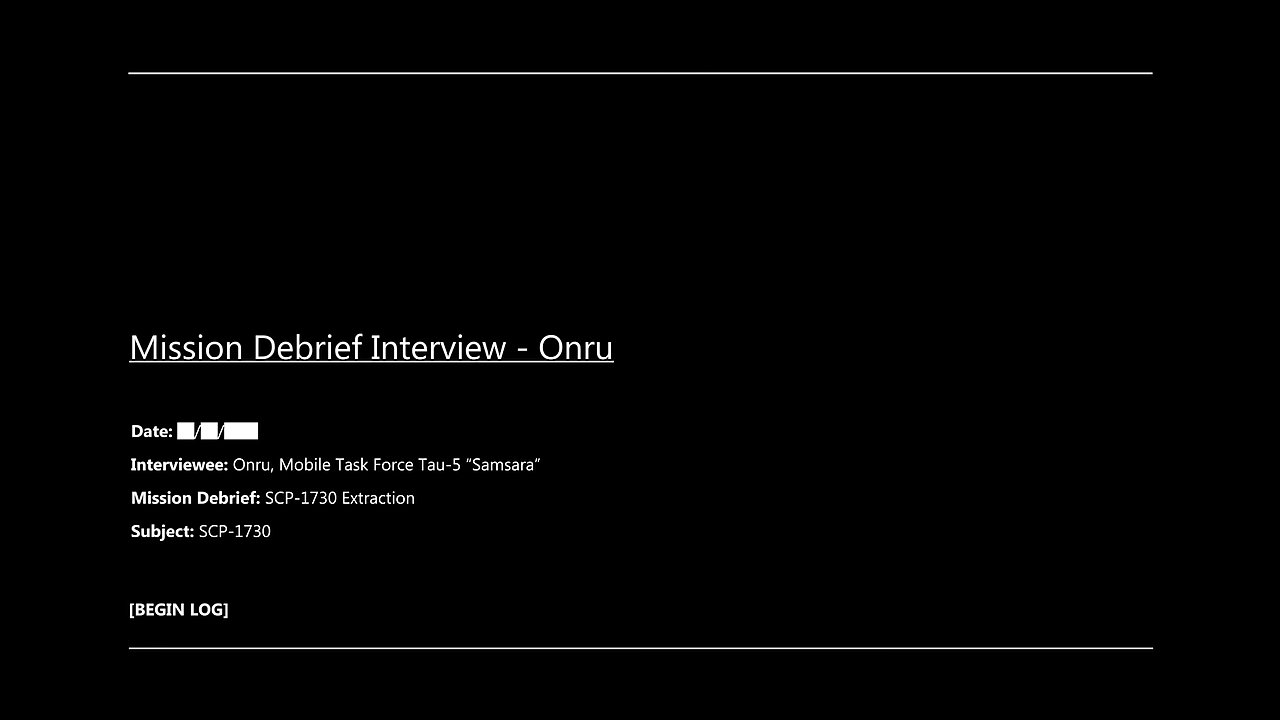 Mission Debrief Interview - Onru
Date: ██/██/████
Interviewee: Onru, Mobile Task Force Tau-5 “Samsara”
Mission Debrief: SCP-1730 Extraction
Subject: SCP-1730
[BEGIN LOG]